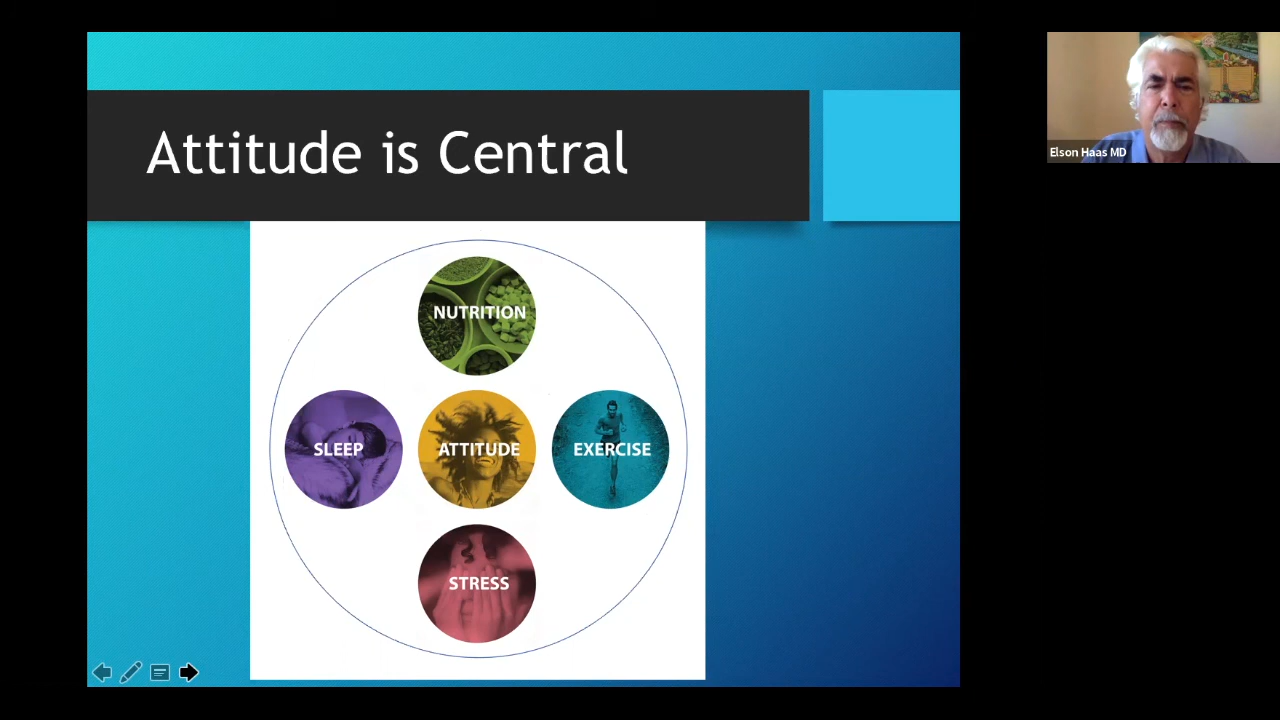 Attitude is Central
Elson Haas MD
NUTRITION
SLEEP
ATTITUDE
EXERCISE
STRESS